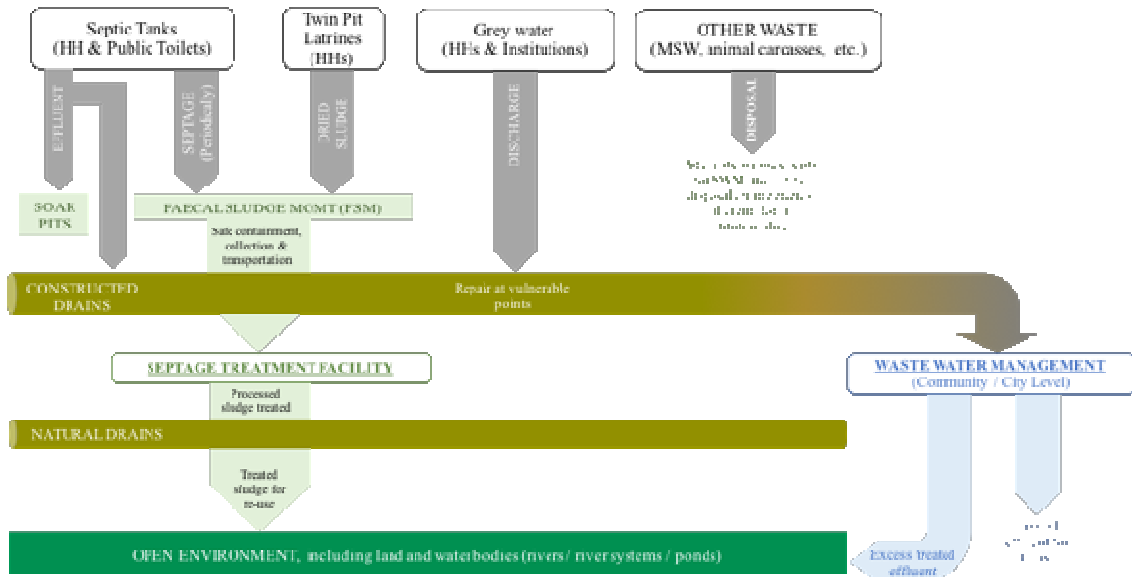 Septic Tanks
(HH & Public Toilets)
Twin Pit
Latrines
(HHs)
Grey water
(HHs & Institutions)
OTHER WASTE
(MSW, animal carcasses, etc.)
EFFLUENT
SEPTAGE
(Periodically)
DRIED
SLUDGE
DISCHARGE
DISPOSAL
SOAK
PITS
FAECAL SLUDGE MGMT (FSM)
Safe containment,
collection &
transportation
CONSTRUCTED
DRAINS
Repair at vulnerable
points
SEPTAGE TREATMENT FACILITY
WASTE WATER MANAGEMENT
(Community / City Level)
Processed
sludge treated
NATURAL DRAINS
Treated
sludge for
re-use
OPEN ENVIRONMENT, including land and waterbodies (rivers / river systems / ponds)
Excess treated
effluent